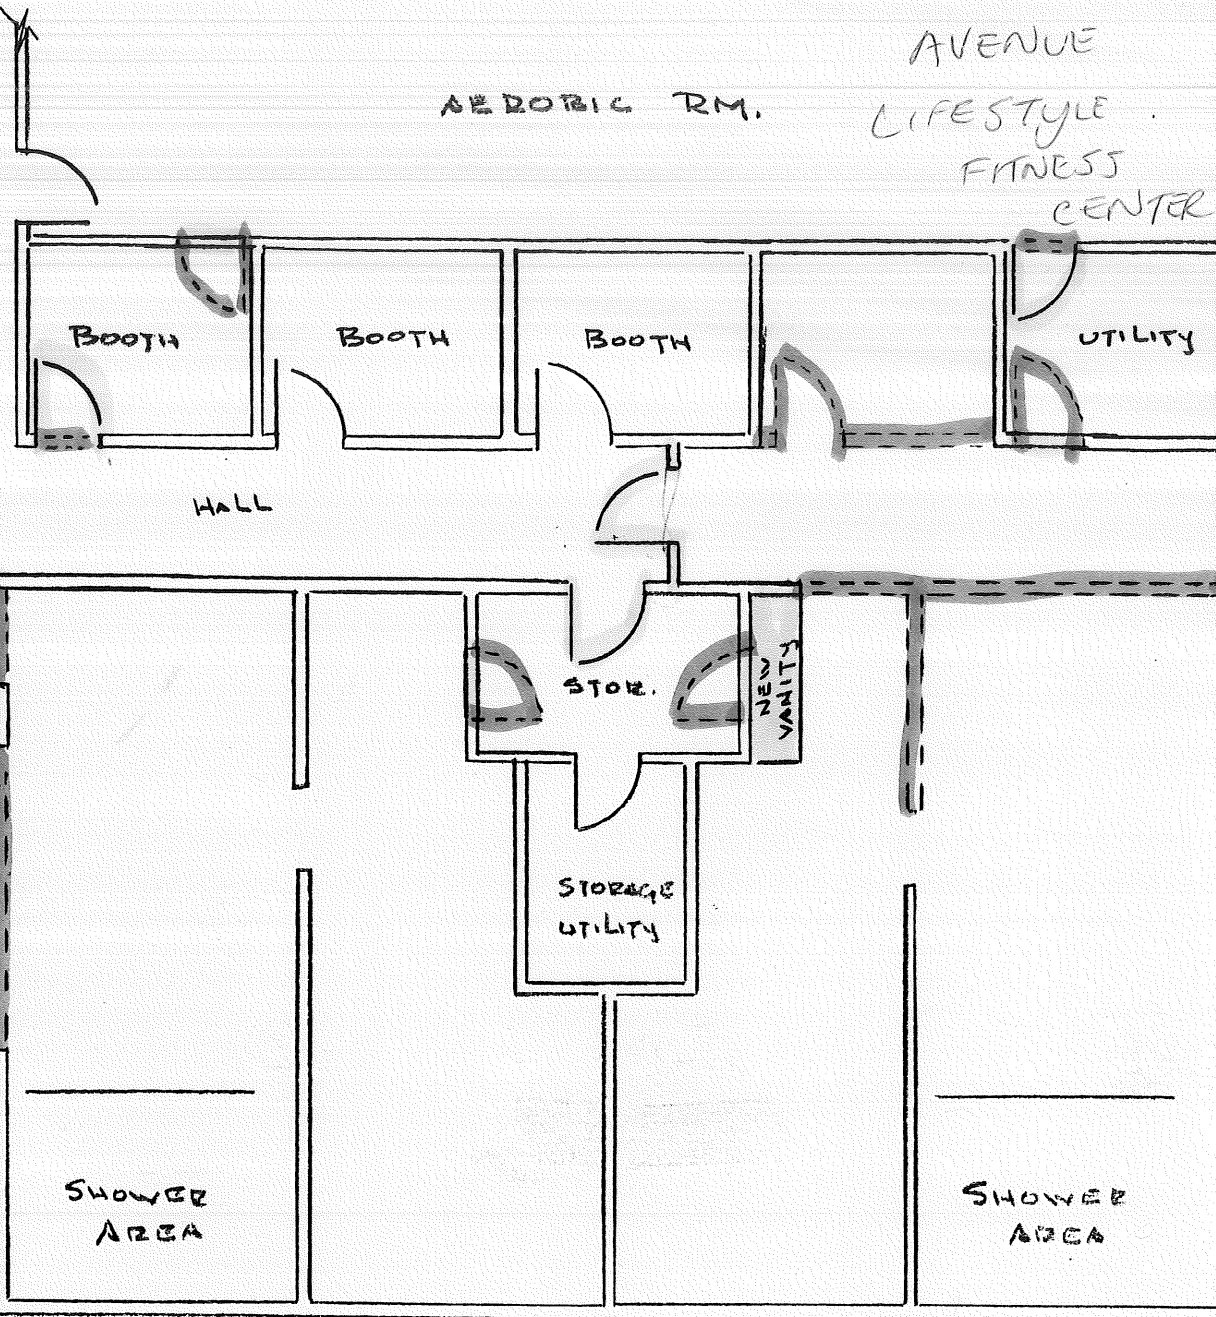 AVENUE
LIFESTYLE
FITNESS
CENTER
AEROBIC RM.
BOOTH
BOOTH
BOOTH
UTILITY
HALL
STOR.
NEW
VANITY
STORAGE
UTILITY
SHOWER
AREA
SHOWER
AREA